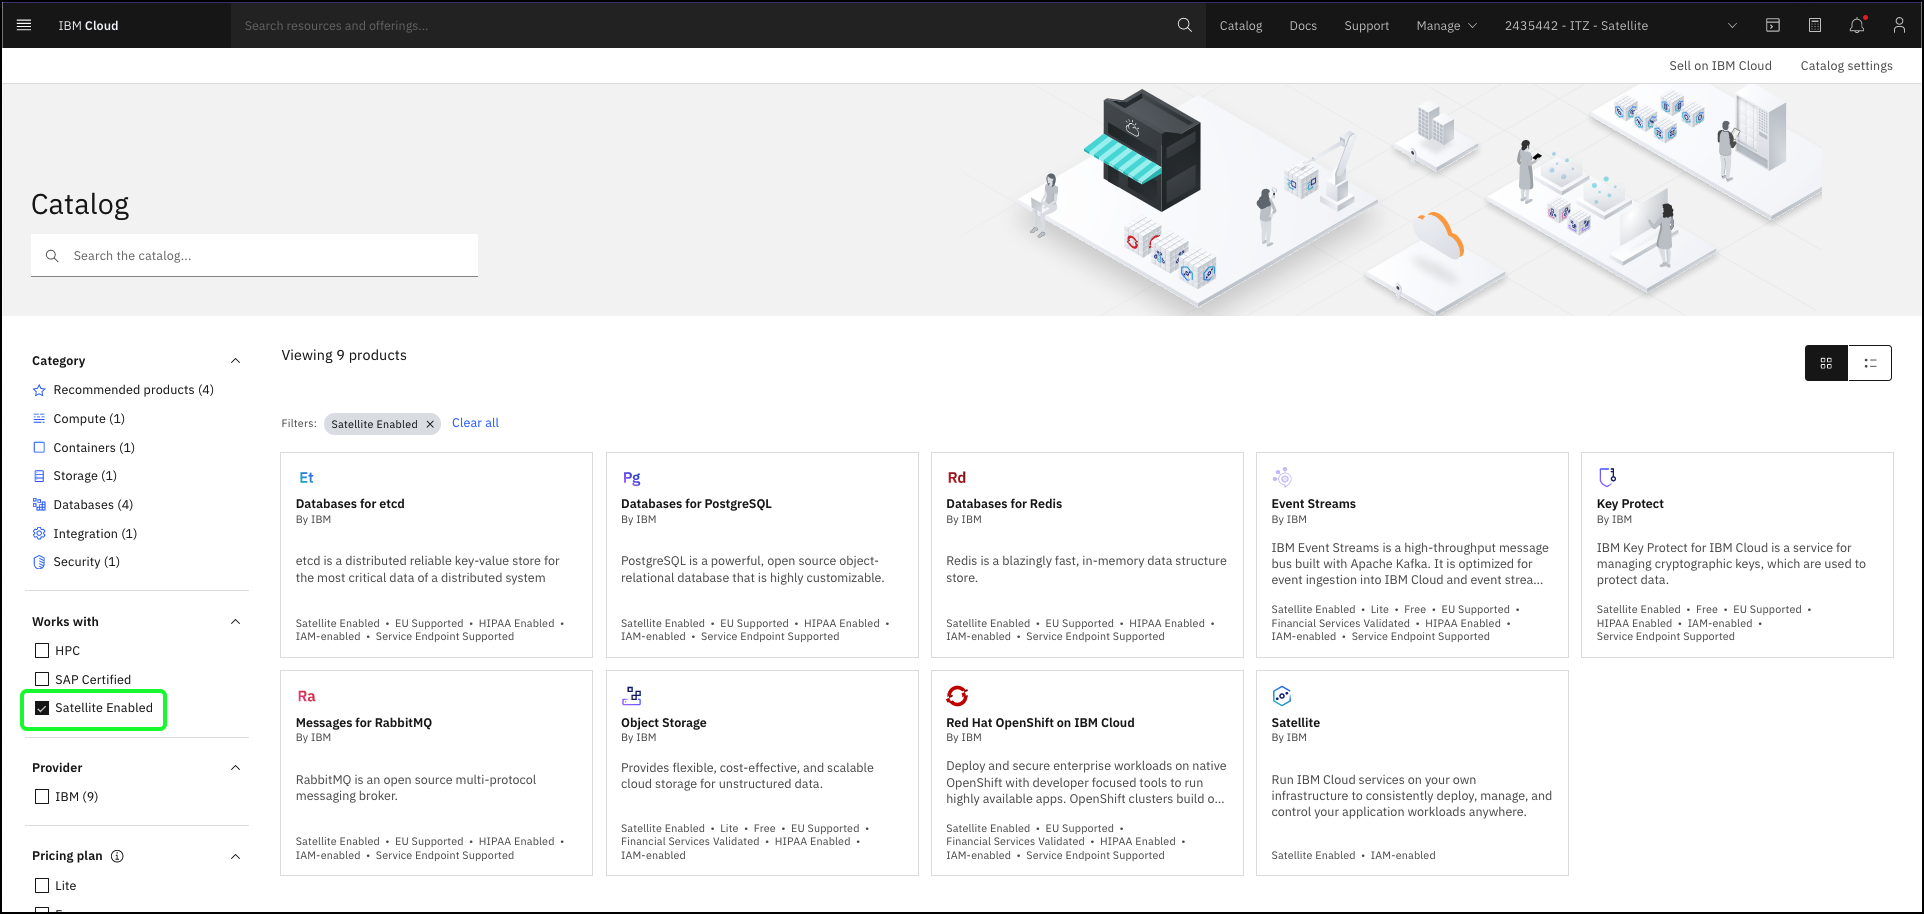 IBM Cloud
Search resources and offerings...
Catalog
Docs
Support
Manage
2435442 - ITZ - Satellite
Sell on IBM Cloud
Catalog settings
Catalog
Search the catalog...
Category
Recommended products (4)
Compute (1)
Containers (1)
Storage (1)
Databases (4)
Integration (1)
Security (1)
Works with
HPC
SAP Certified
Satellite Enabled
Provider
IBM (9)
Pricing plan
Lite
Viewing 9 products
Filters:
Satellite Enabled
Clear all
Et
Databases for etcd
By IBM
etcd is a distributed reliable key-value store for
the most critical data of a distributed system
Satellite Enabled • EU Supported • HIPAA Enabled •
IAM-enabled • Service Endpoint Supported
Pg
Databases for PostgreSQL
By IBM
PostgreSQL is a powerful, open source object-
relational database that is highly customizable.
Satellite Enabled • EU Supported • HIPAA Enabled •
IAM-enabled • Service Endpoint Supported
Rd
Databases for Redis
By IBM
Redis is a blazingly fast, in-memory data structure
store.
Satellite Enabled • EU Supported • HIPAA Enabled •
IAM-enabled • Service Endpoint Supported
Event Streams
By IBM
IBM Event Streams is a high-throughput message
bus built with Apache Kafka. It is optimized for
event ingestion into IBM Cloud and event strea...
Satellite Enabled • Lite • Free • EU Supported •
Financial Services Validated • HIPAA Enabled •
IAM-enabled • Service Endpoint Supported
Key Protect
By IBM
IBM Key Protect for IBM Cloud is a service for
managing cryptographic keys, which are used to
protect data.
Satellite Enabled • Free • EU Supported •
HIPAA Enabled • IAM-enabled •
Service Endpoint Supported
Ra
Messages for RabbitMQ
By IBM
RabbitMQ is an open source multi-protocol
messaging broker.
Satellite Enabled • EU Supported • HIPAA Enabled •
IAM-enabled • Service Endpoint Supported
Object Storage
By IBM
Provides flexible, cost-effective, and scalable
cloud storage for unstructured data.
Satellite Enabled • Lite • Free • EU Supported •
Financial Services Validated • HIPAA Enabled •
IAM-enabled
Red Hat OpenShift on IBM Cloud
By IBM
Deploy and secure enterprise workloads on native
OpenShift with developer focused tools to run
highly available apps. OpenShift clusters build o...
Satellite Enabled • EU Supported •
Financial Services Validated • HIPAA Enabled •
IAM-enabled • Service Endpoint Supported
Satellite
By IBM
Run IBM Cloud services on your own
infrastructure to consistently deploy, manage, and
control your application workloads anywhere.
Satellite Enabled • IAM-enabled